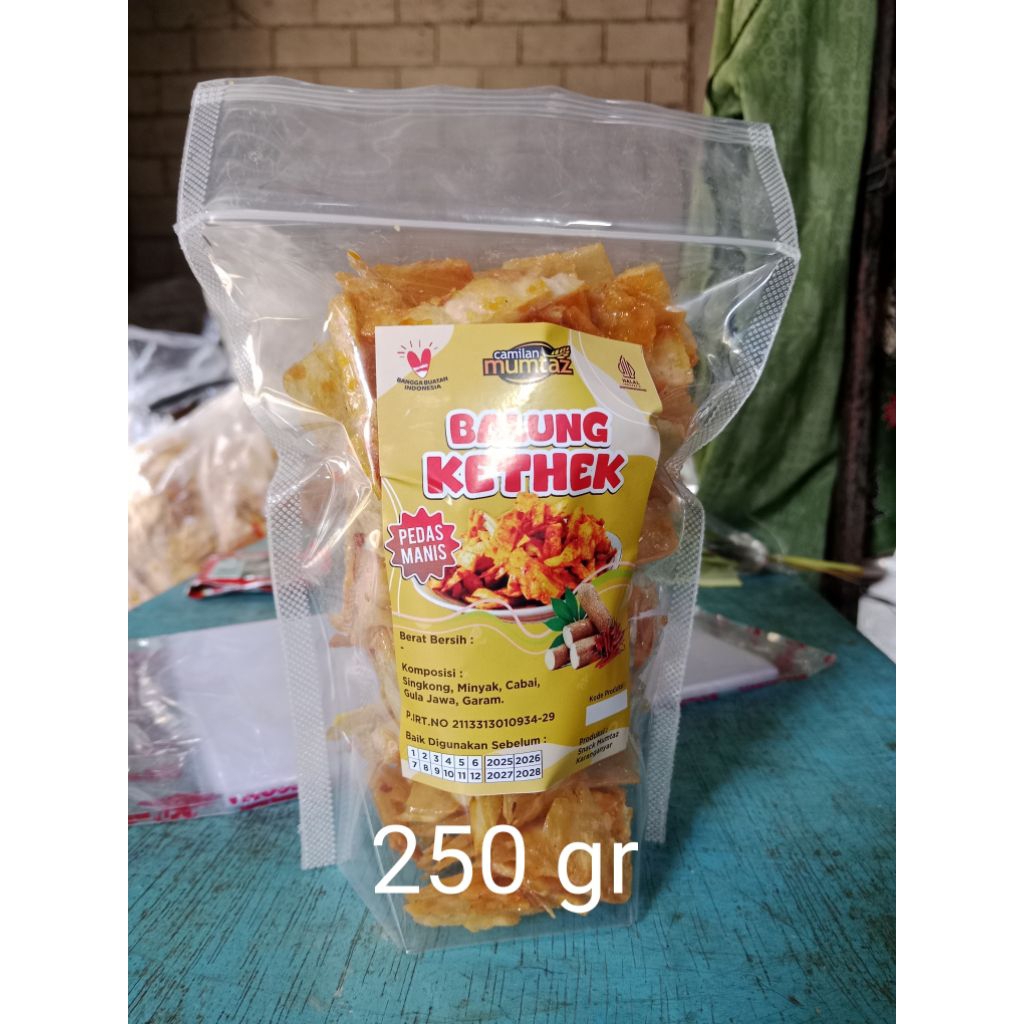 BANGGA BUATAN
INDONESIA
camilan
mumtaz
HALAL
BALUNG
KETHEK
PEDAS
MANIS
Berat Bersih :
-
Komposisi :
Singkong, Minyak, Cabai,
Gula Jawa, Garam.
P.IRT.NO 2113313010934-29
Baik Digunakan Sebelum :
1 2 3 4 5 6 2025 2026
7 8 9 10 11 12 2027 2028
Kode Produksi
Produksi :
Snack Mumtaz
Karanganyar
250 gr